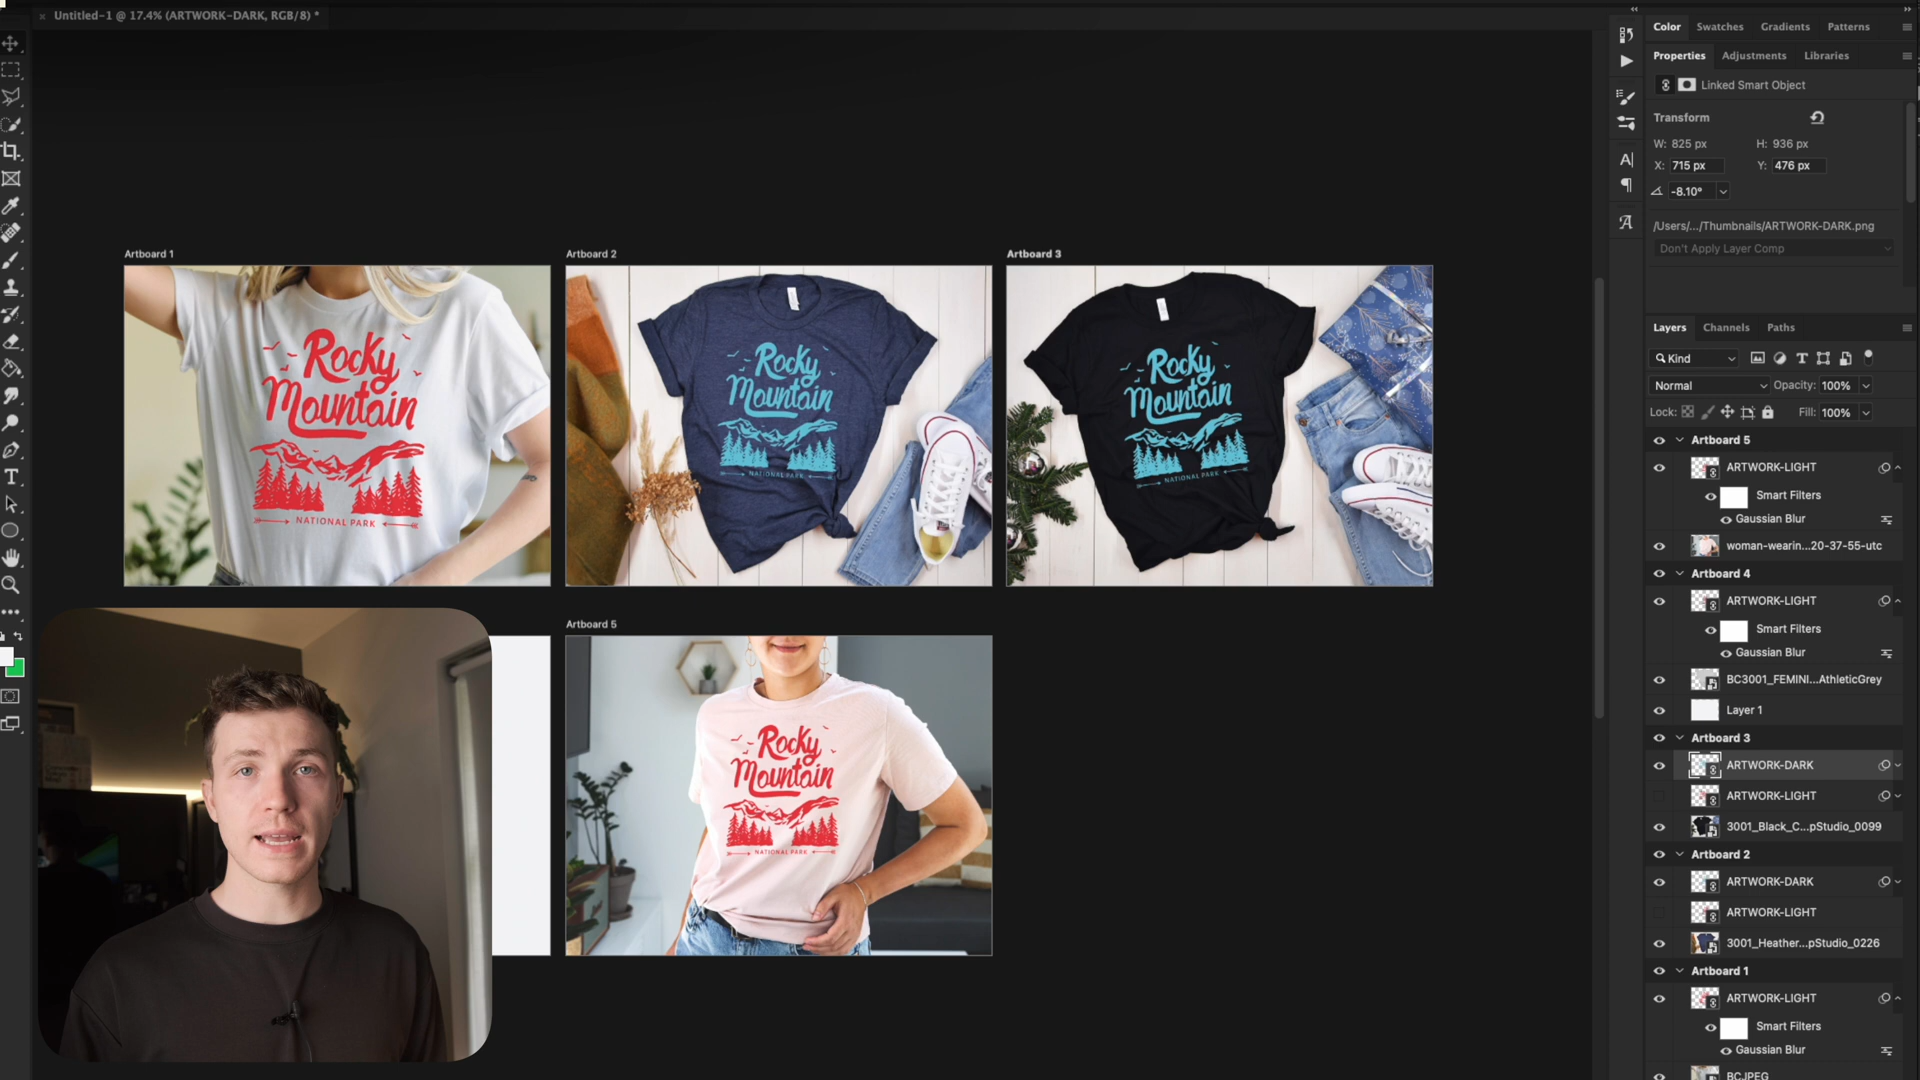 Untitled-1 @ 17.4% (ARTWORK-DARK, RGB/8) *
Color Swatches Gradients Patterns
Properties Adjustments Libraries
Linked Smart Object
Transform
W: 825 px H: 936 px
X: 715 px Y: 476 px
-8.10°
/Users/.../Thumbnails/ARTWORK-DARK.png
Don't Apply Layer Comp
Layers Channels Paths
Kind
Normal Opacity: 100%
Lock: Fill: 100%
Artboard 5
ARTWORK-LIGHT
Smart Filters
Gaussian Blur
woman-wearin...20-37-55-utc
Artboard 4
ARTWORK-LIGHT
Smart Filters
Gaussian Blur
BC3001_FEMINI...AthleticGrey
Layer 1
Artboard 3
ARTWORK-DARK
ARTWORK-LIGHT
3001_Black_C...pStudio_0099
Artboard 2
ARTWORK-DARK
ARTWORK-LIGHT
3001_Heather...pStudio_0226
Artboard 1
ARTWORK-LIGHT
Smart Filters
Gaussian Blur
BCJPEG
Artboard 1
Rocky
Mountain
NATIONAL PARK
Artboard 2
Rocky
Mountain
NATIONAL PARK
Artboard 3
Rocky
Mountain
NATIONAL PARK
Artboard 5
Rocky
Mountain
NATIONAL PARK